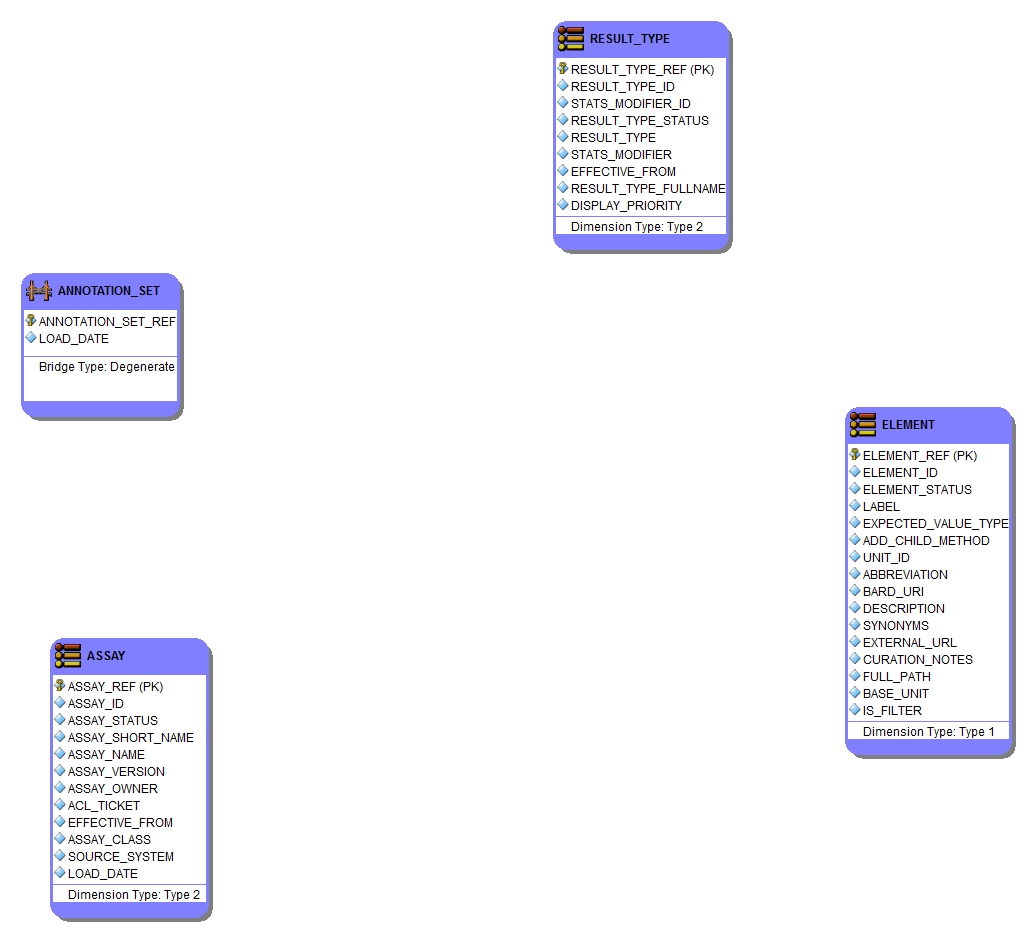 RESULT_TYPE
RESULT_TYPE_REF (PK)
RESULT_TYPE_ID
STATS_MODIFIER_ID
RESULT_TYPE_STATUS
RESULT_TYPE
STATS_MODIFIER
EFFECTIVE_FROM
RESULT_TYPE_FULLNAME
DISPLAY_PRIORITY
Dimension Type: Type 2
ANNOTATION_SET
ANNOTATION_SET_REF
LOAD_DATE
Bridge Type: Degenerate
ELEMENT
ELEMENT_REF (PK)
ELEMENT_ID
ELEMENT_STATUS
LABEL
EXPECTED_VALUE_TYPE
ADD_CHILD_METHOD
UNIT_ID
ABBREVIATION
BARD_URI
DESCRIPTION
SYNONYMS
EXTERNAL_URL
CURATION_NOTES
FULL_PATH
BASE_UNIT
IS_FILTER
Dimension Type: Type 1
ASSAY
ASSAY_REF (PK)
ASSAY_ID
ASSAY_STATUS
ASSAY_SHORT_NAME
ASSAY_NAME
ASSAY_VERSION
ASSAY_OWNER
ACL_TICKET
EFFECTIVE_FROM
ASSAY_CLASS
SOURCE_SYSTEM
LOAD_DATE
Dimension Type: Type 2